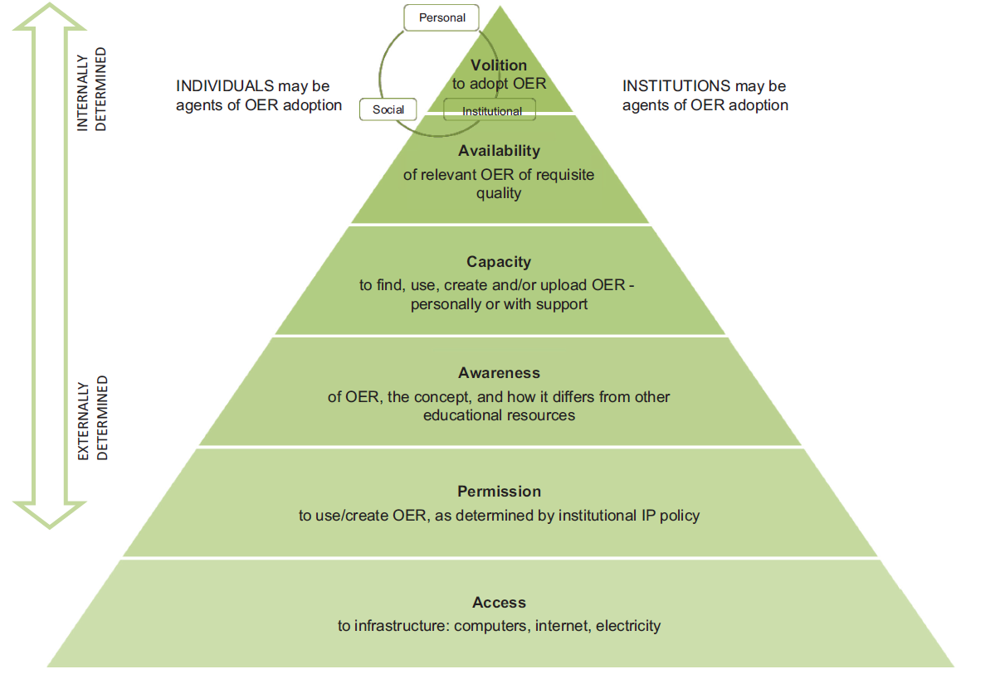 Personal
INTERNALLY
DETERMINED
INDIVIDUALS may be
agents of OER adoption
Volition
to adopt OER
INSTITUTIONS may be
agents of OER adoption
Social
Institutional
Availability
of relevant OER of requisite
quality
Capacity
to find, use, create and/or upload OER -
personally or with support
EXTERNALLY
DETERMINED
Awareness
of OER, the concept, and how it differs from other
educational resources
Permission
to use/create OER, as determined by institutional IP policy
Access
to infrastructure: computers, internet, electricity